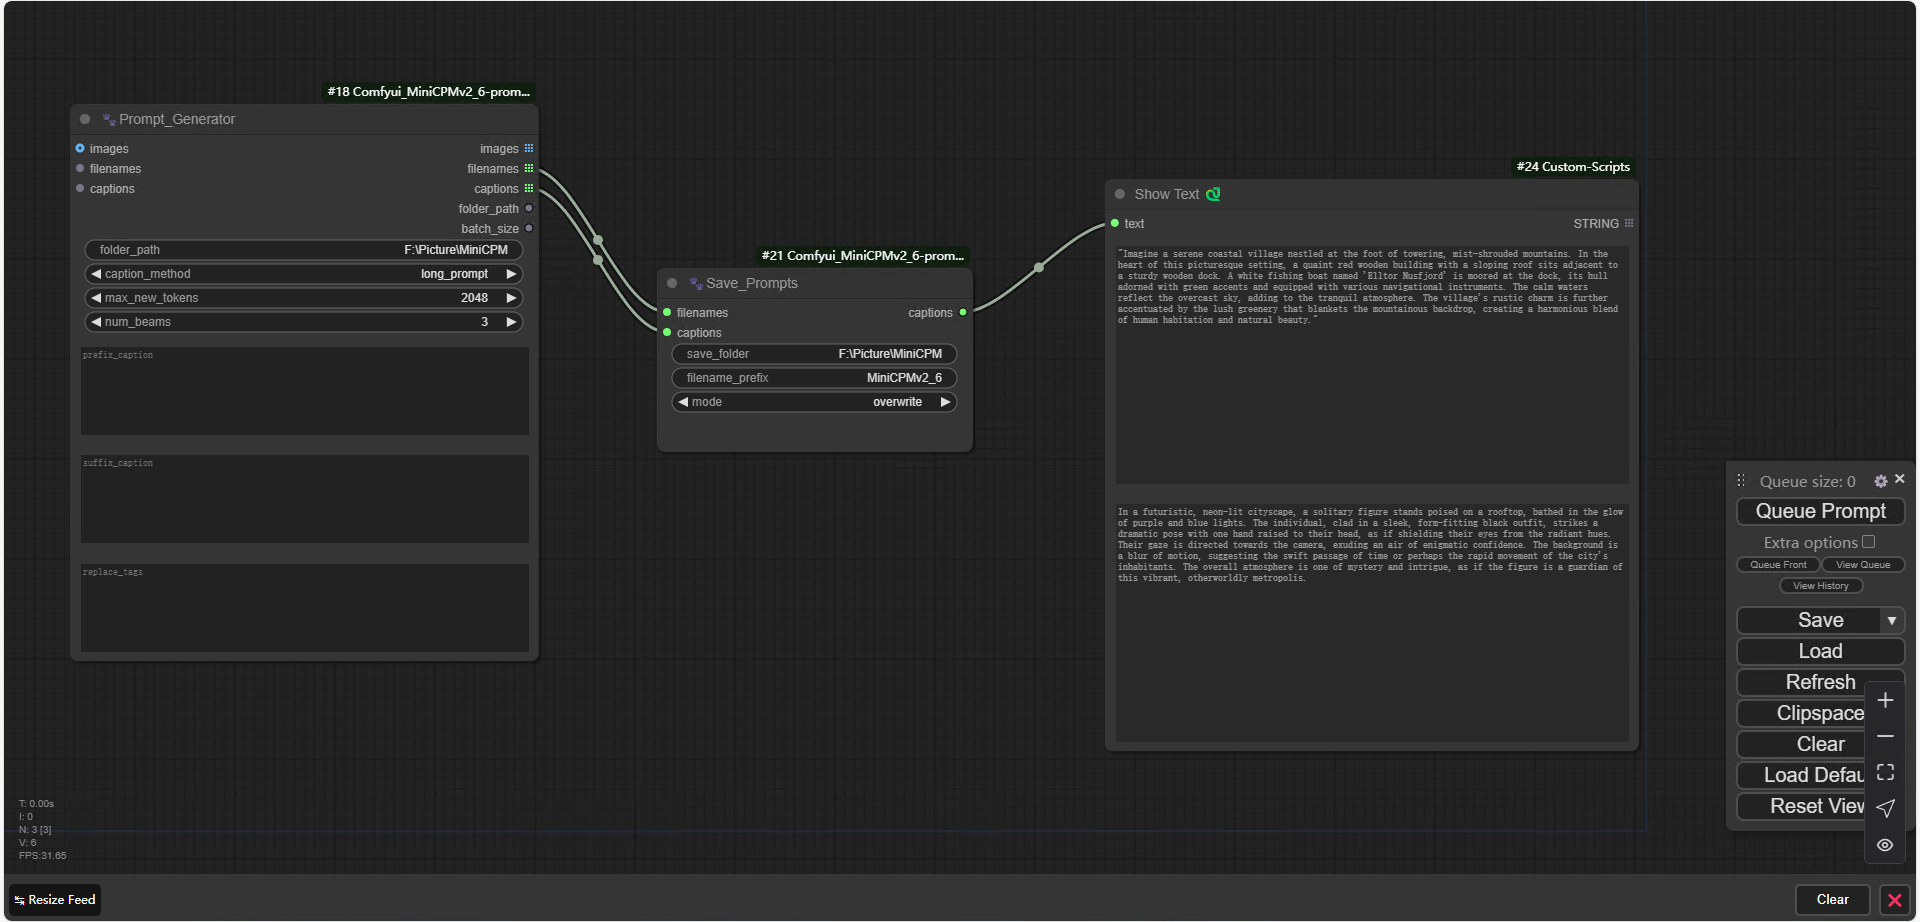 #18 Comfyui_MiniCPMv2_6-prom...
Prompt_Generator
images images
filenames filenames
captions captions
folder_path
batch_size
folder_path F:\Picture\MiniCPM
caption_method long_prompt
max_new_tokens 2048
num_beams 3
prefix_caption
suffix_caption
replace_tags
#21 Comfyui_MiniCPMv2_6-prom...
Save_Prompts
filenames captions
captions
save_folder F:\Picture\MiniCPM
filename_prefix MiniCPMv2_6
mode overwrite
#24 Custom-Scripts
Show Text
text STRING
"Imagine a serene coastal village nestled at the foot of towering, mist-shrouded mountains. In the
heart of this picturesque setting, a quaint red wooden building with a sloping roof sits adjacent to
a sturdy wooden dock. A white fishing boat named 'Elltor Nusfjord' is moored at the dock, its hull
adorned with green accents and equipped with various navigational instruments. The calm waters
reflect the overcast sky, adding to the tranquil atmosphere. The village's rustic charm is further
accentuated by the lush greenery that blankets the mountainous backdrop, creating a harmonious blend
of human habitation and natural beauty."
In a futuristic, neon-lit cityscape, a solitary figure stands poised on a rooftop, bathed in the glow
of purple and blue lights. The individual, clad in a sleek, form-fitting black outfit, strikes a
dramatic pose with one hand raised to their head, as if shielding their eyes from the radiant hues.
Their gaze is directed towards the camera, exuding an air of enigmatic confidence. The background is
a blur of motion, suggesting the swift passage of time or perhaps the rapid movement of the city's
inhabitants. The overall atmosphere is one of mystery and intrigue, as if the figure is a guardian of
this vibrant, otherworldly metropolis.
Queue size: 0
Queue Prompt
Extra options
Queue Front View Queue
View History
Save
Load
Refresh
Clipspace
Clear
Load Defau
Reset View
T: 0.00s
I: 0
N: 3 [3]
V: 6
FPS:31.65
Resize Feed
Clear